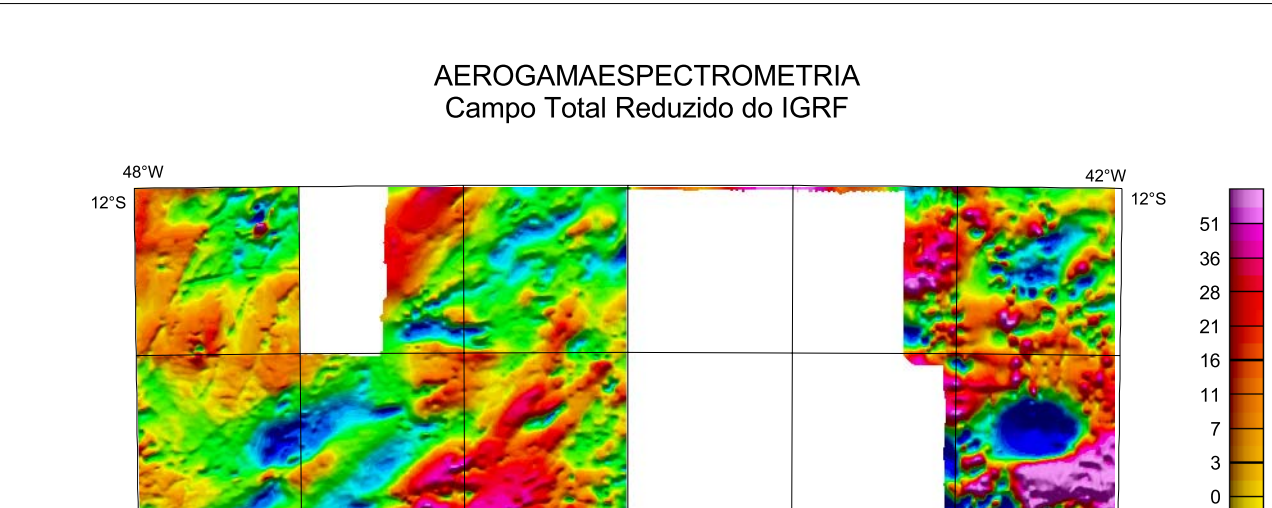 AEROGAMAESPECTROMETRIA
Campo Total Reduzido do IGRF
48°W
42°W
12°S
12°S
51
36
28
21
16
11
7
3
0